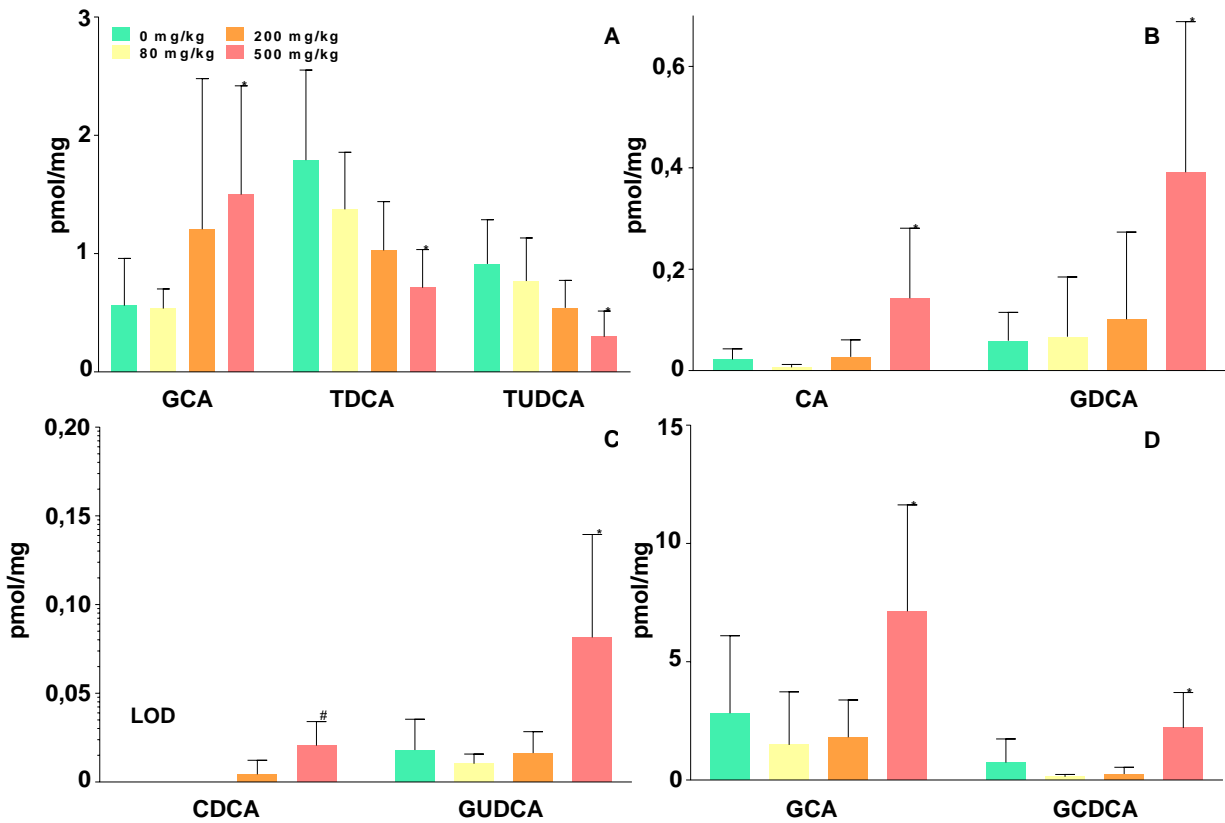 3
2
1
0
pmol/mg
0 mg/kg
200 mg/kg
80 mg/kg
500 mg/kg
A
*
*
*
GCA
TDCA
TUDCA
0,6
0,4
0,2
0
pmol/mg
B
*
*
CA
GDCA
0,20
0,15
0,10
0,05
0
pmol/mg
C
LOD
#
*
CDCA
GUDCA
15
10
5
0
pmol/mg
D
*
*
GCA
GCDCA